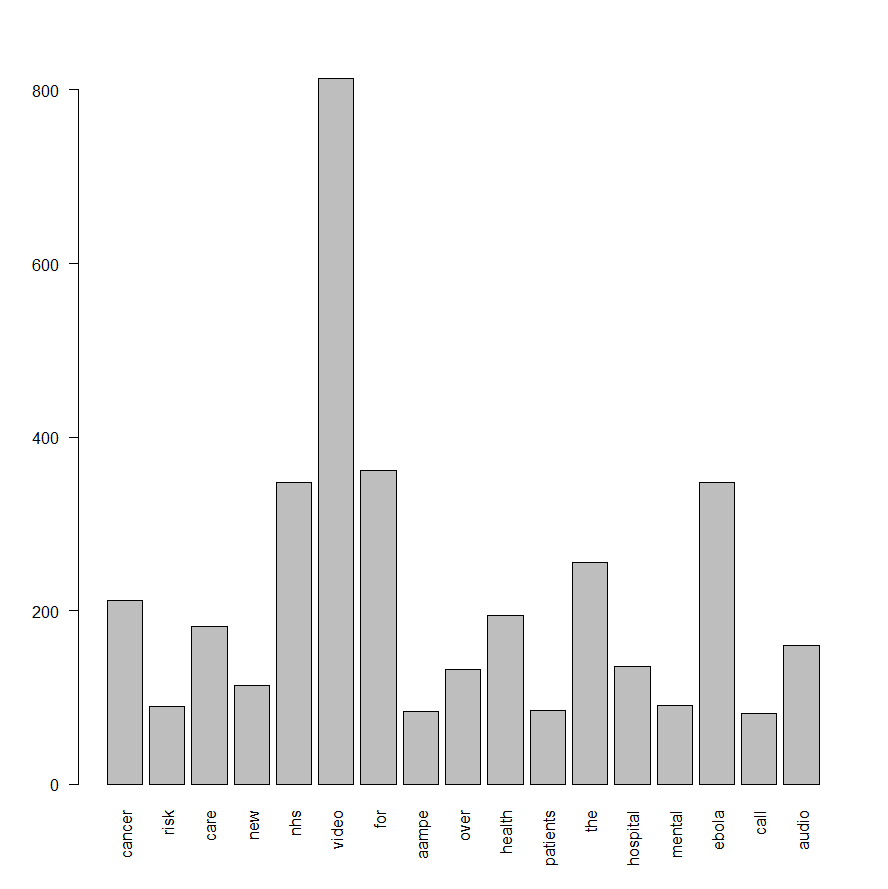 800
600
400
200
0
cancer
risk
care
new
nhs
video
for
aampe
over
health
patients
the
hospital
mental
ebola
call
audio